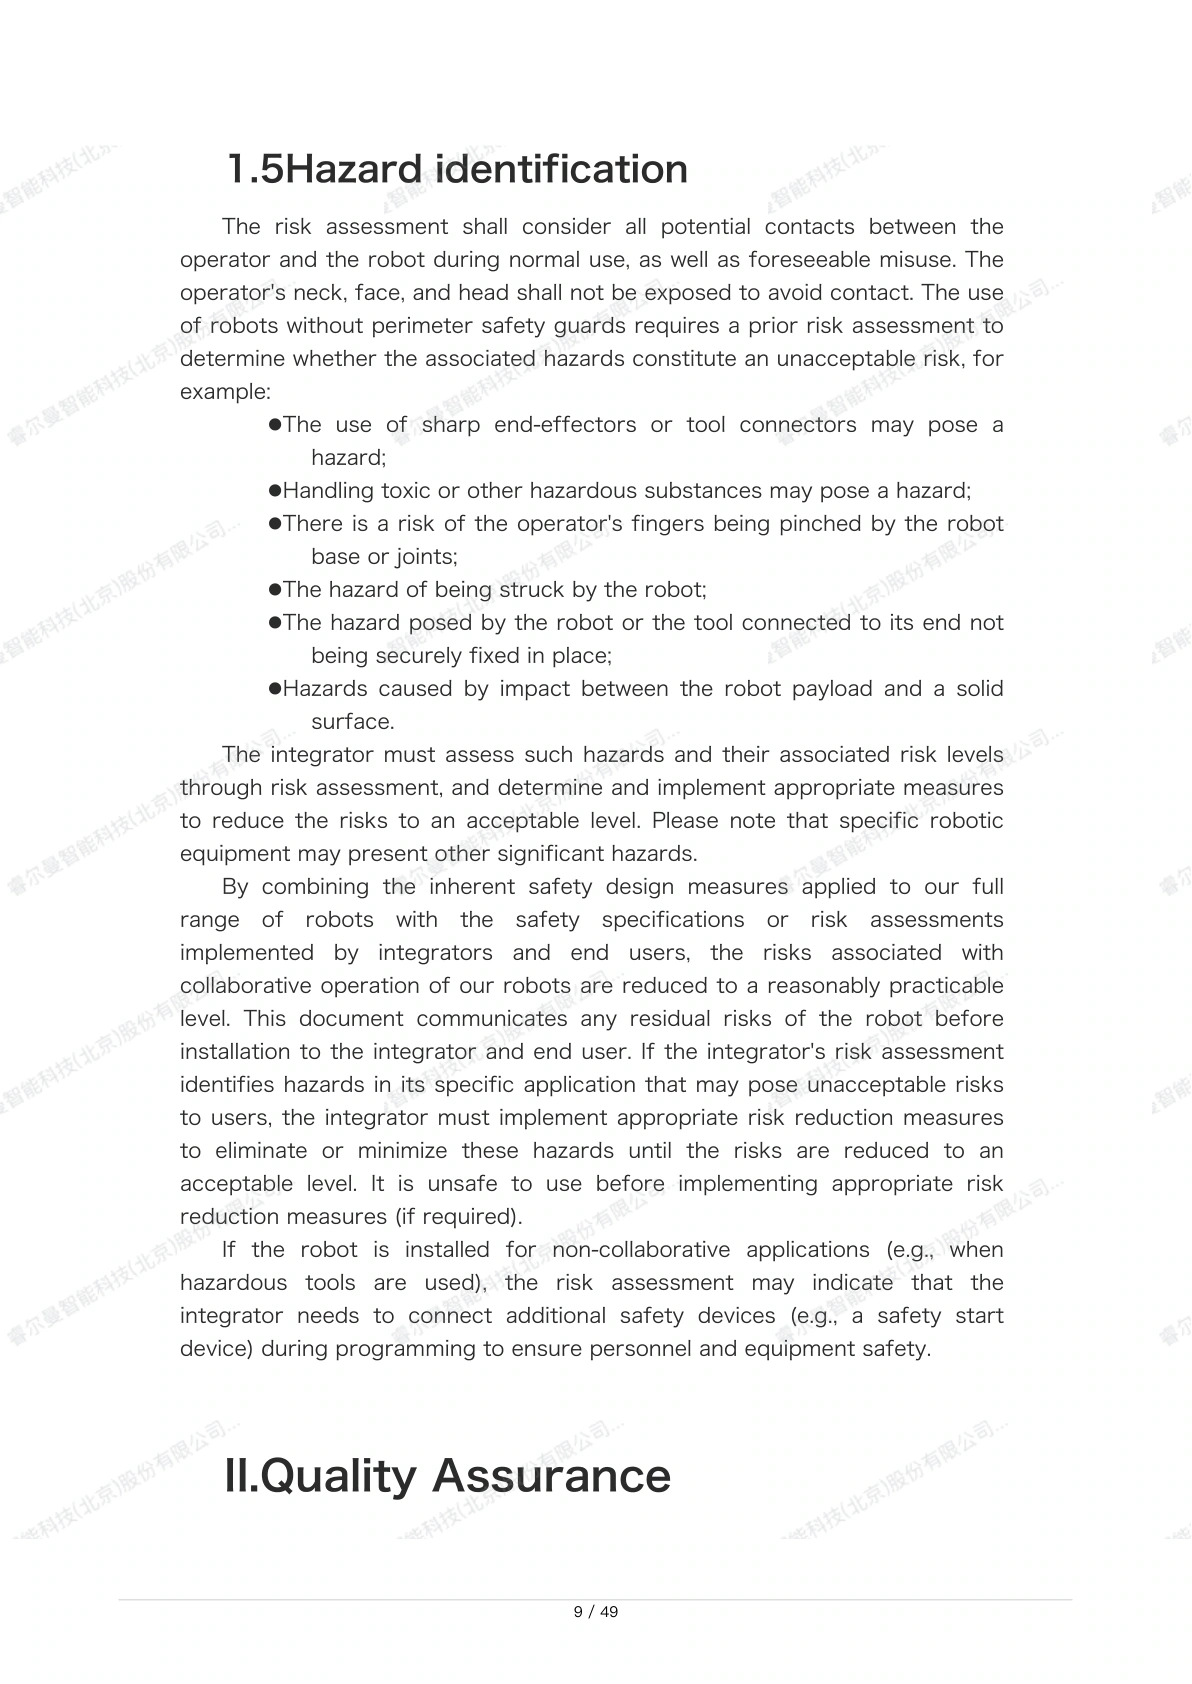 1.5Hazard identification
The risk assessment shall consider all potential contacts between the
operator and the robot during normal use, as well as foreseeable misuse. The
operator's neck, face, and head shall not be exposed to avoid contact. The use
of robots without perimeter safety guards requires a prior risk assessment to
determine whether the associated hazards constitute an unacceptable risk, for
example:
●The use of sharp end-effectors or tool connectors may pose a
hazard;
●Handling toxic or other hazardous substances may pose a hazard;
●There is a risk of the operator's fingers being pinched by the robot
base or joints;
●The hazard of being struck by the robot;
●The hazard posed by the robot or the tool connected to its end not
being securely fixed in place;
●Hazards caused by impact between the robot payload and a solid
surface.
The integrator must assess such hazards and their associated risk levels
through risk assessment, and determine and implement appropriate measures
to reduce the risks to an acceptable level. Please note that specific robotic
equipment may present other significant hazards.
By combining the inherent safety design measures applied to our full
range of robots with the safety specifications or risk assessments
implemented by integrators and end users, the risks associated with
collaborative operation of our robots are reduced to a reasonably practicable
level. This document communicates any residual risks of the robot before
installation to the integrator and end user. If the integrator's risk assessment
identifies hazards in its specific application that may pose unacceptable risks
to users, the integrator must implement appropriate risk reduction measures
to eliminate or minimize these hazards until the risks are reduced to an
acceptable level. It is unsafe to use before implementing appropriate risk
reduction measures (if required).
If the robot is installed for non-collaborative applications (e.g., when
hazardous tools are used), the risk assessment may indicate that the
integrator needs to connect additional safety devices (e.g., a safety start
device) during programming to ensure personnel and equipment safety.
II.Quality Assurance
9 / 49
睿尔曼智能科技(北京)股份有限公司...